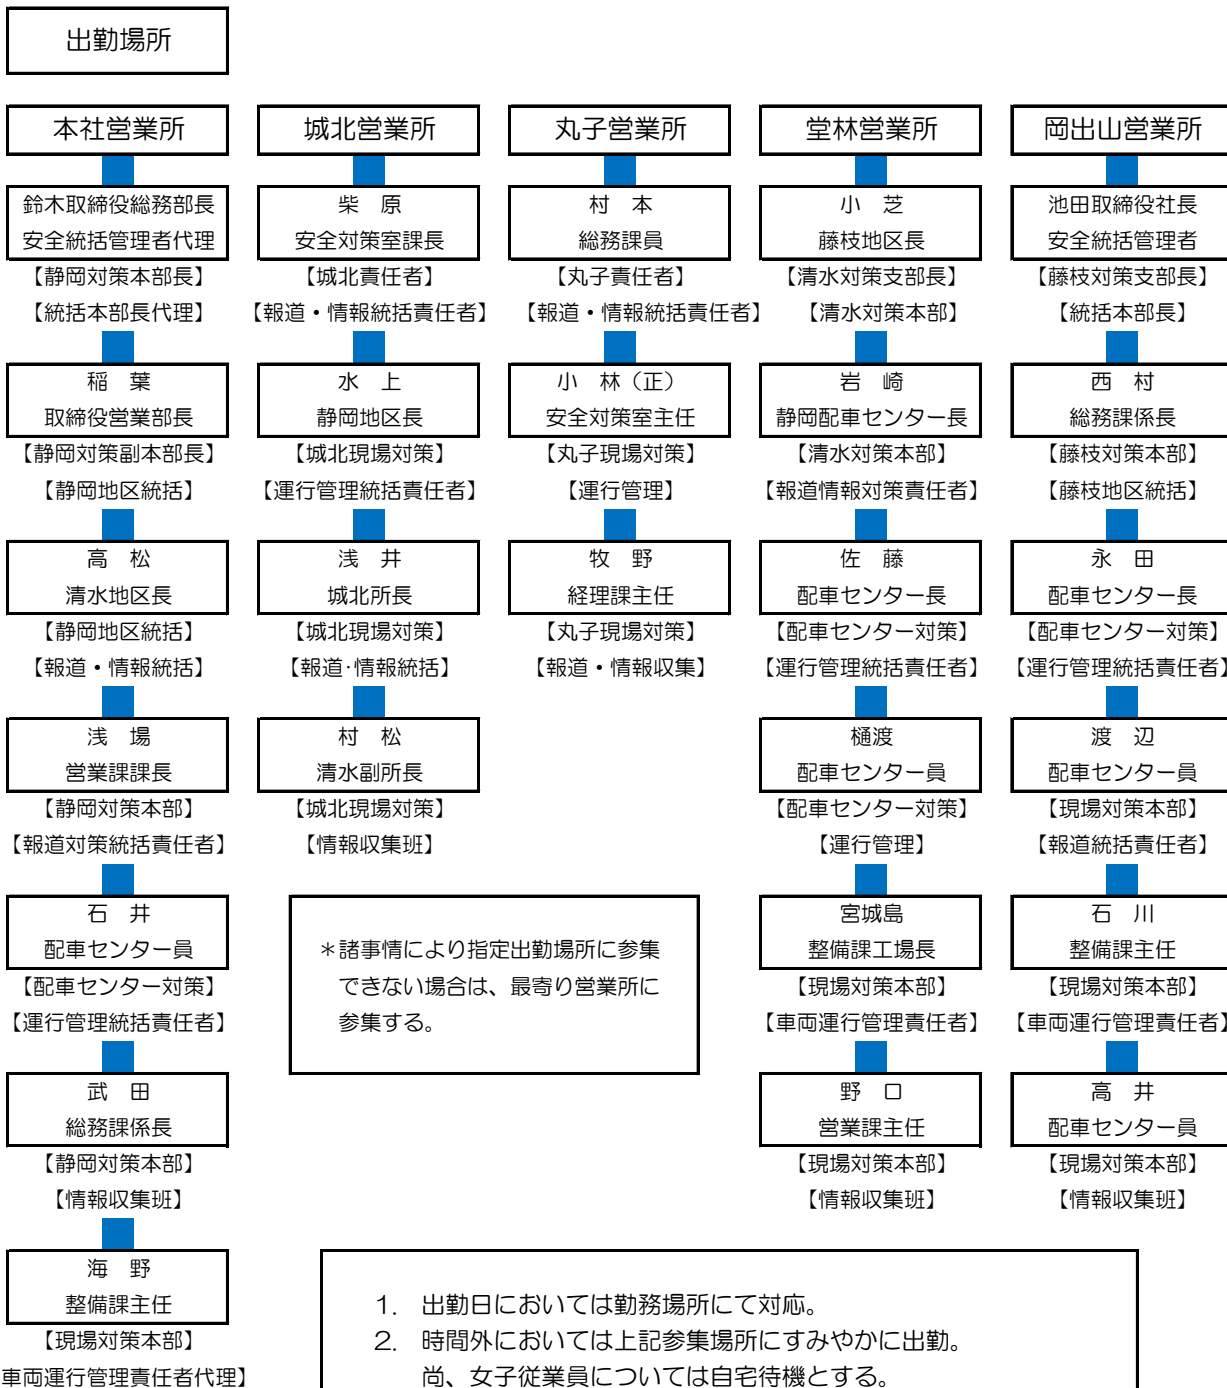 出勤場所
本社営業所
鈴木取締役総務部長
安全統括管理者代理
【静岡対策本部長】
【統括本部長代理】
稲　葉
取締役営業部長
【静岡対策副本部長】
【静岡地区統括】
高　松
清水地区長
【静岡地区統括】
【報道・情報統括】
浅　場
営業課課長
【静岡対策本部】
【報道対策統括責任者】
石　井
配車センター員
【配車センター対策】
【運行管理統括責任者】
武　田
総務課係長
【静岡対策本部】
【情報収集班】
海　野
整備課主任
【現場対策本部】
車両運行管理責任者代理】
城北営業所
柴　原
安全対策室課長
【城北責任者】
【報道・情報統括責任者】
水　上
静岡地区長
【城北現場対策】
【運行管理統括責任者】
浅　井
城北所長
【城北現場対策】
【報道･情報統括】
村　松
清水副所長
【城北現場対策】
【情報収集班】
丸子営業所
村　本
総務課員
【丸子責任者】
【報道・情報統括責任者】
小　林（正）
安全対策室主任
【丸子現場対策】
【運行管理】
牧　野
経理課主任
【丸子現場対策】
【報道・情報収集】
堂林営業所
小　芝
藤枝地区長
【清水対策支部長】
【清水対策本部】
岩　崎
静岡配車センター長
【清水対策本部】
【報道情報対策責任者】
佐　藤
配車センター長
【配車センター対策】
【運行管理統括責任者】
樋渡
配車センター員
【配車センター対策】
【運行管理】
宮城島
整備課工場長
【現場対策本部】
【車両運行管理責任者】
野　口
営業課主任
【現場対策本部】
【情報収集班】
岡出山営業所
池田取締役社長
安全統括管理者
【藤枝対策支部長】
【統括本部長】
西　村
総務課係長
【藤枝対策本部】
【藤枝地区統括】
永　田
配車センター長
【配車センター対策】
【運行管理統括責任者】
渡　辺
配車センター員
【現場対策本部】
【報道統括責任者】
石　川
整備課主任
【現場対策本部】
【車両運行管理責任者】
高　井
配車センター員
【現場対策本部】
【情報収集班】
＊諸事情により指定出勤場所に参集
できない場合は、最寄り営業所に
参集する。
1.　出勤日においては勤務場所にて対応。
2.　時間外においては上記参集場所にすみやかに出勤。
尚、女子従業員については自宅待機とする。